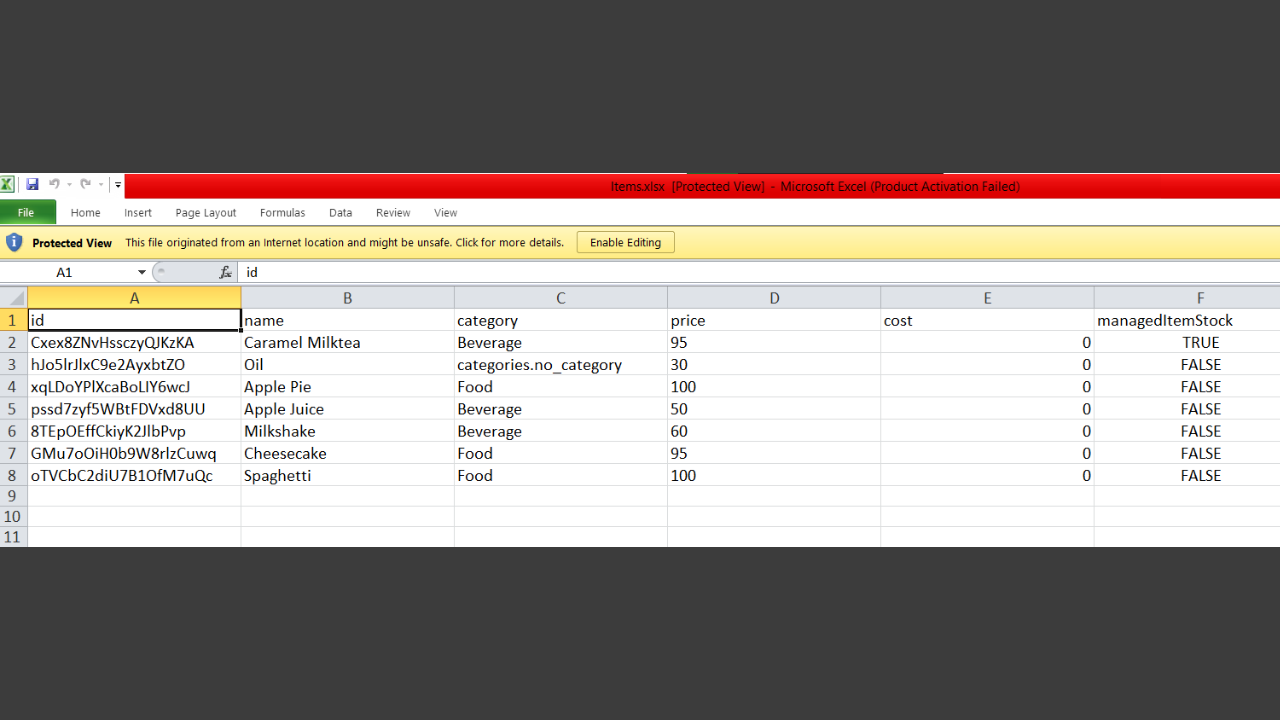 Items.xlsx [Protected View] - Microsoft Excel (Product Activation Failed)
File Home Insert Page Layout Formulas Data Review View
Protected View This file originated from an Internet location and might be unsafe. Click for more details. Enable Editing
A1 fx id
A B C D E F
1 id name category price cost managedItemStock
2 Cxex8ZNvHssczyQJKzKA Caramel Milktea Beverage 95 0 TRUE
3 hJo5lrJlxC9e2AyxbtZO Oil categories.no_category 30 0 FALSE
4 xqLDoYPlXcaBoLIY6wcJ Apple Pie Food 100 0 FALSE
5 pssd7zyf5WBtFDVxd8UU Apple Juice Beverage 50 0 FALSE
6 8TEpOEffCkiyK2JlbPvp Milkshake Beverage 60 0 FALSE
7 GMu7oOiH0b9W8rlzCuwq Cheesecake Food 95 0 FALSE
8 oTVCbC2diU7B1OfM7uQc Spaghetti Food 100 0 FALSE
9
10
11